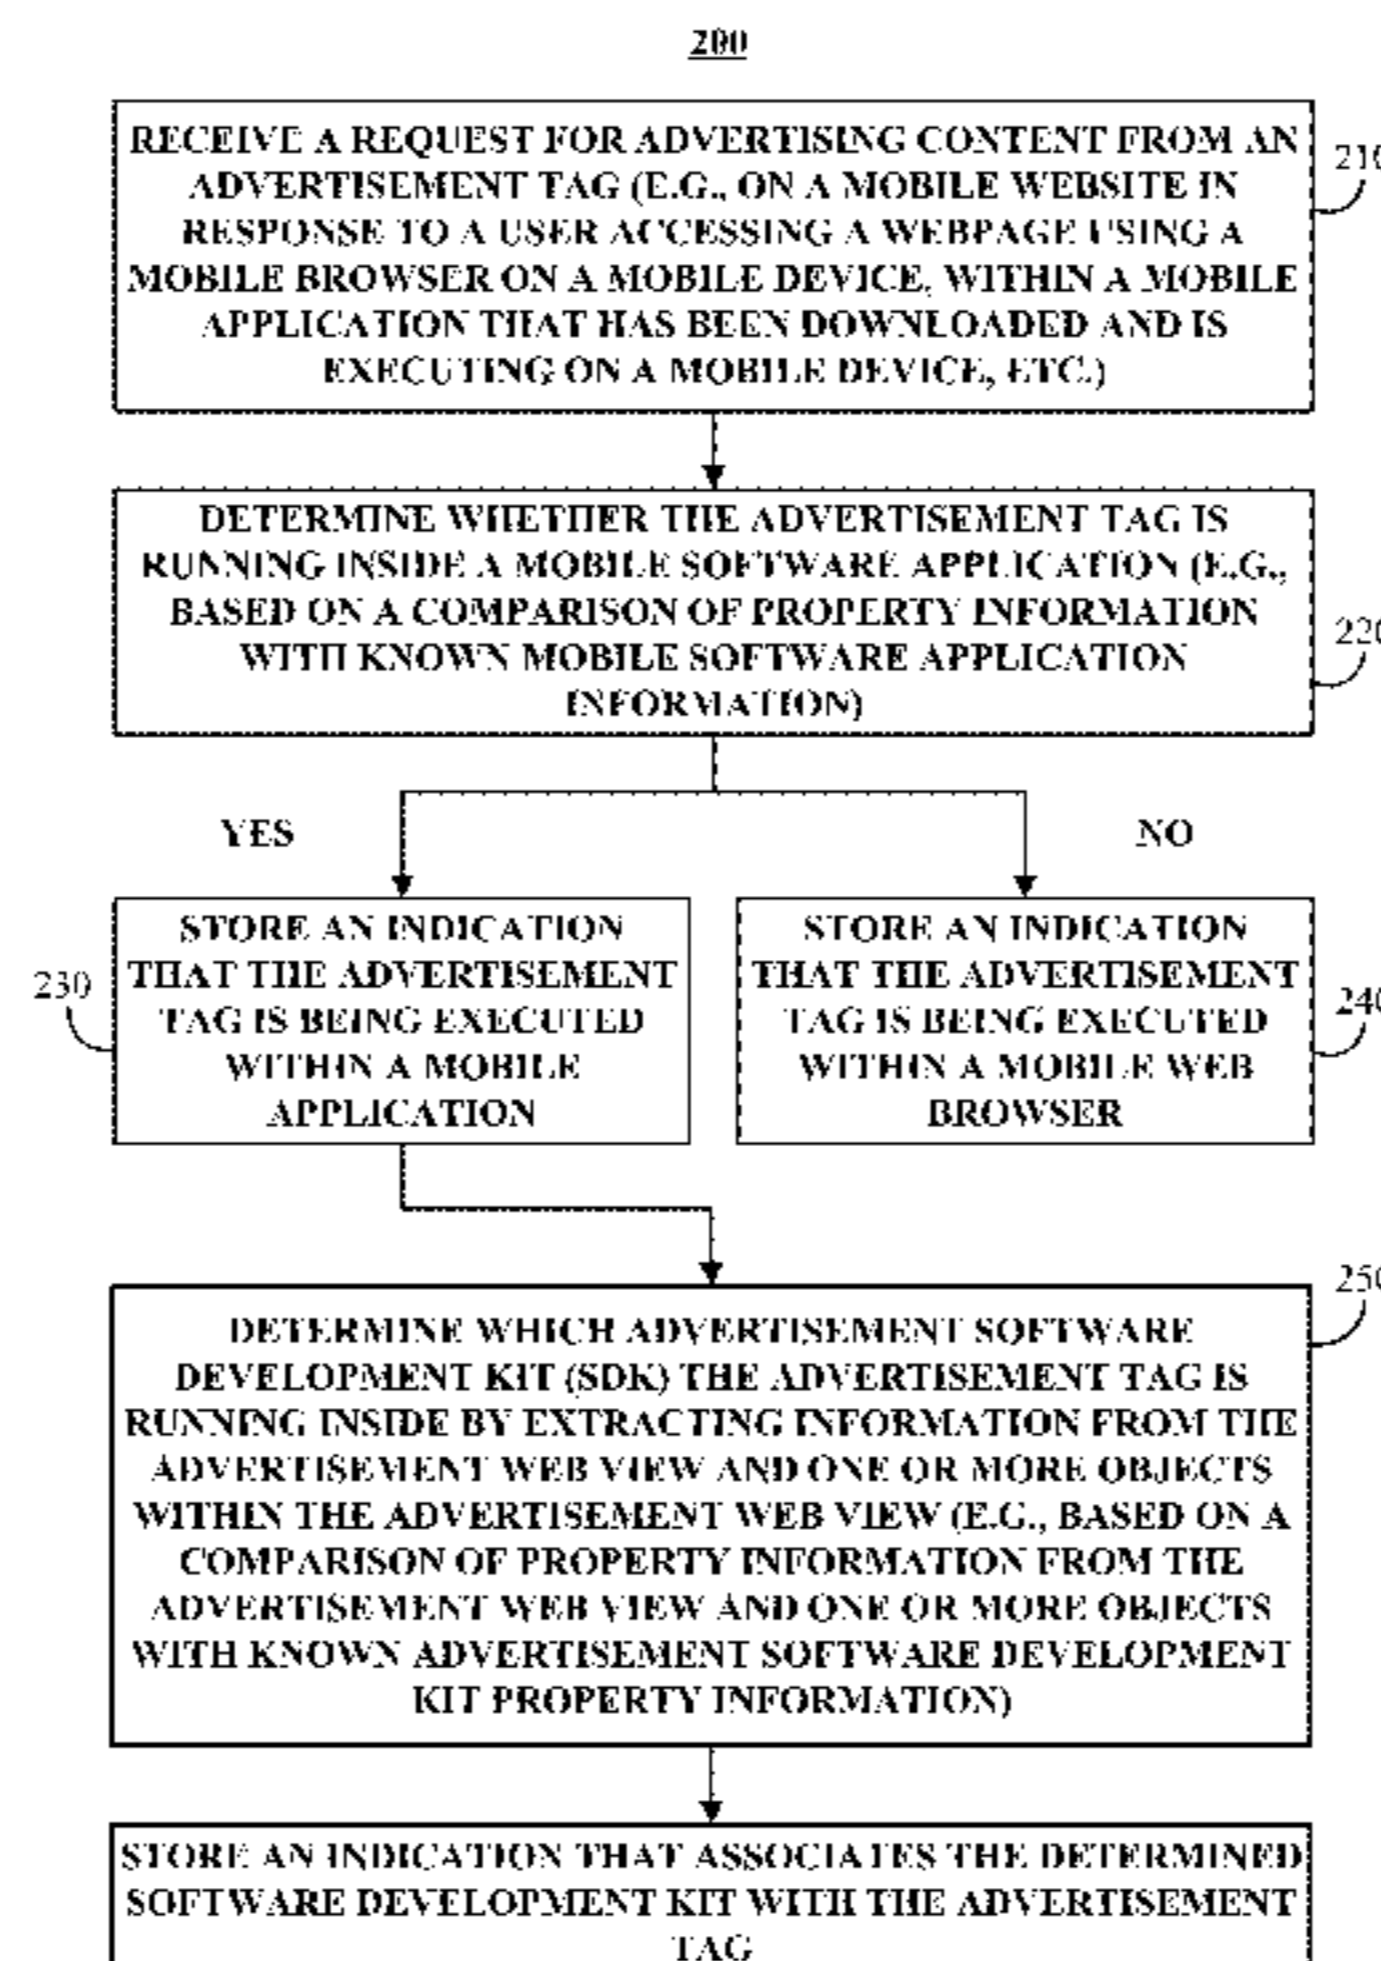 200
RECEIVE A REQUEST FOR ADVERTISING CONTENT FROM AN
ADVERTISEMENT TAG (E.G., ON A MOBILE WEBSITE IN
RESPONSE TO A USER ACCESSING A WEBPAGE USING A
MOBILE BROWSER ON A MOBILE DEVICE, WITHIN A MOBILE
APPLICATION THAT HAS BEEN DOWNLOADED AND IS
EXECUTING ON A MOBILE DEVICE, ETC.)
210
DETERMINE WHETHER THE ADVERTISEMENT TAG IS
RUNNING INSIDE A MOBILE SOFTWARE APPLICATION (E.G.,
BASED ON A COMPARISON OF PROPERTY INFORMATION
WITH KNOWN MOBILE SOFTWARE APPLICATION
INFORMATION)
220
YES
NO
230
STORE AN INDICATION
THAT THE ADVERTISEMENT
TAG IS BEING EXECUTED
WITHIN A MOBILE
APPLICATION
STORE AN INDICATION
THAT THE ADVERTISEMENT
TAG IS BEING EXECUTED
WITHIN A MOBILE WEB
BROWSER
240
250
DETERMINE WHICH ADVERTISEMENT SOFTWARE
DEVELOPMENT KIT (SDK) THE ADVERTISEMENT TAG IS
RUNNING INSIDE BY EXTRACTING INFORMATION FROM THE
ADVERTISEMENT WEB VIEW AND ONE OR MORE OBJECTS
WITHIN THE ADVERTISEMENT WEB VIEW (E.G., BASED ON A
COMPARISON OF PROPERTY INFORMATION FROM THE
ADVERTISEMENT WEB VIEW AND ONE OR MORE OBJECTS
WITH KNOWN ADVERTISEMENT SOFTWARE DEVELOPMENT
KIT PROPERTY INFORMATION)
STORE AN INDICATION THAT ASSOCIATES THE DETERMINED
SOFTWARE DEVELOPMENT KIT WITH THE ADVERTISEMENT
TAG